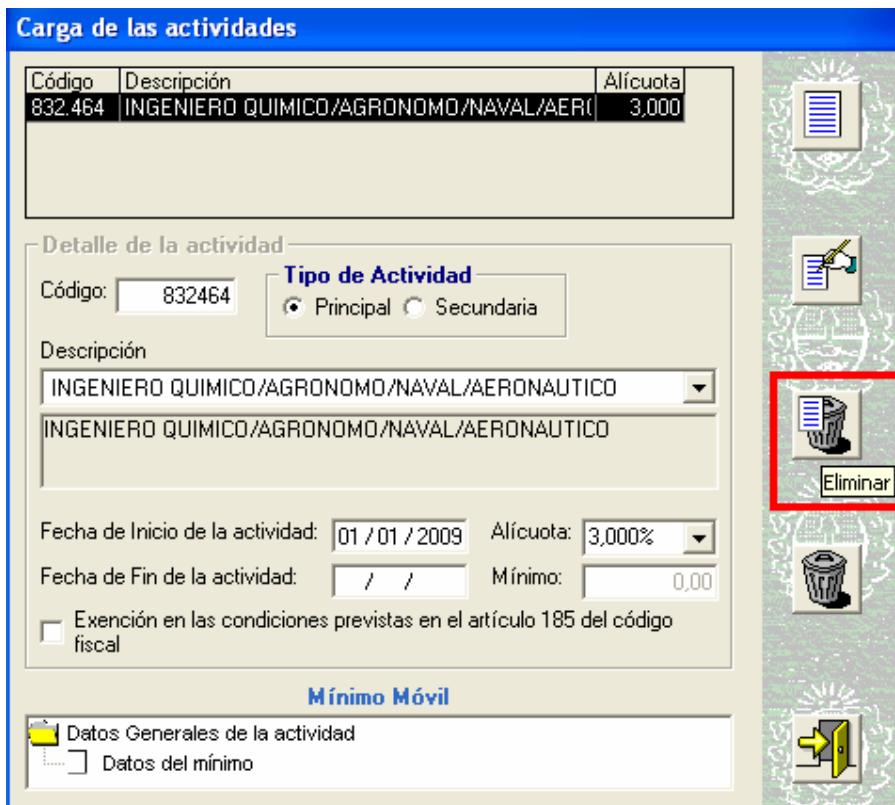 Carga de las actividades
Código Descripción Alícuota
832.464 INGENIERO QUIMICO/AGRONOMO/NAVAL/AER( 3,000
Detalle de la actividad
Código: 832464
Tipo de Actividad
Principal Secundaria
Descripción
INGENIERO QUIMICO/AGRONOMO/NAVAL/AERONAUTICO
INGENIERO QUIMICO/AGRONOMO/NAVAL/AERONAUTICO
Eliminar
Fecha de Inicio de la actividad: 01/01/2009 Alícuota: 3,000%
Fecha de Fin de la actividad: / / Mínimo: 0,00
Exención en las condiciones previstas en el artículo 185 del código
fiscal
Mínimo Móvil
Datos Generales de la actividad
Datos del mínimo